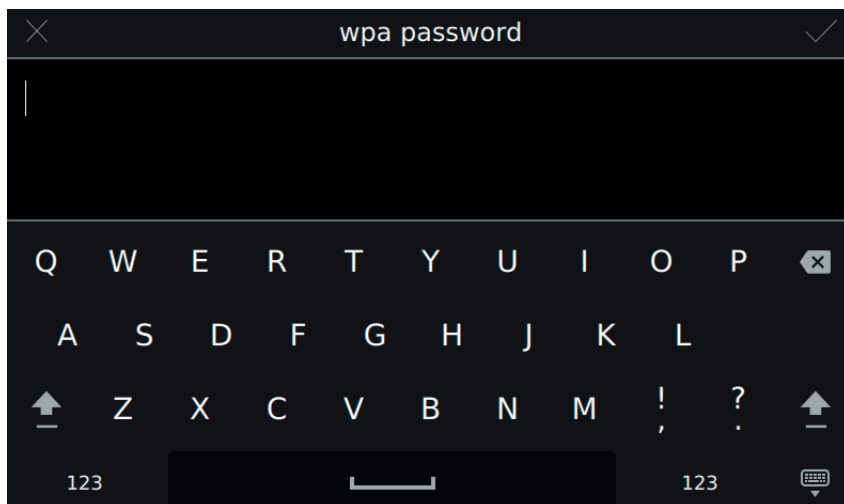 wpa password
Q W E R T Y U I O P
A S D F G H J K L
! ?
Z X C V B N M , .
123 123